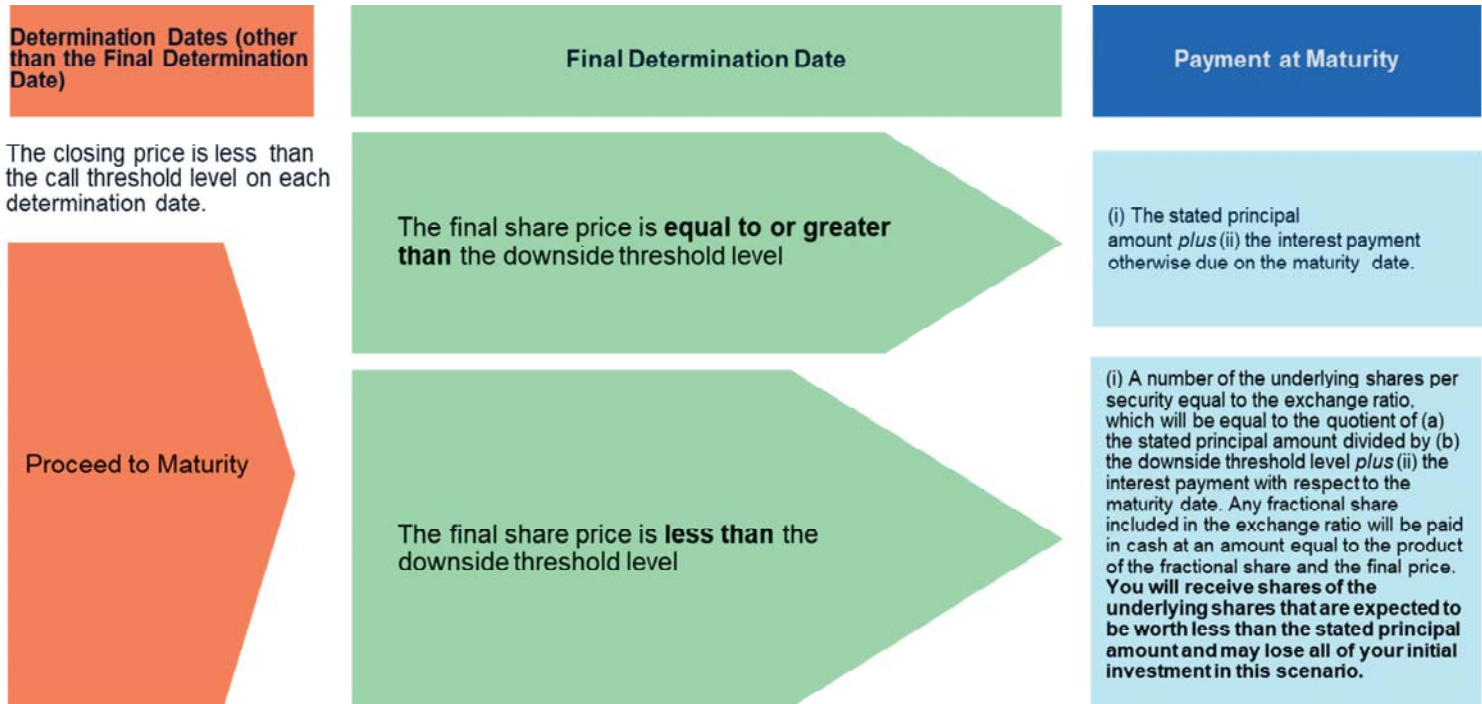 Determination Dates (other
than the Final Determination
Date)
Final Determination Date
Payment at Maturity
The closing price is less than
the call threshold level on each
determination date.
Proceed to Maturity
The final share price is equal to or greater
than the downside threshold level
(i) The stated principal
amount plus (ii) the interest payment
otherwise due on the maturity date.
The final share price is less than the
downside threshold level
(i) A number of the underlying shares per
security equal to the exchange ratio,
which will be equal to the quotient of (a)
the stated principal amount divided by (b)
the downside threshold level plus (ii) the
interest payment with respect to the
maturity date. Any fractional share
included in the exchange ratio will be paid
in cash at an amount equal to the product
of the fractional share and the final price.
You will receive shares of the
underlying shares that are expected to
be worth less than the stated principal
amount and may lose all of your initial
investment in this scenario.